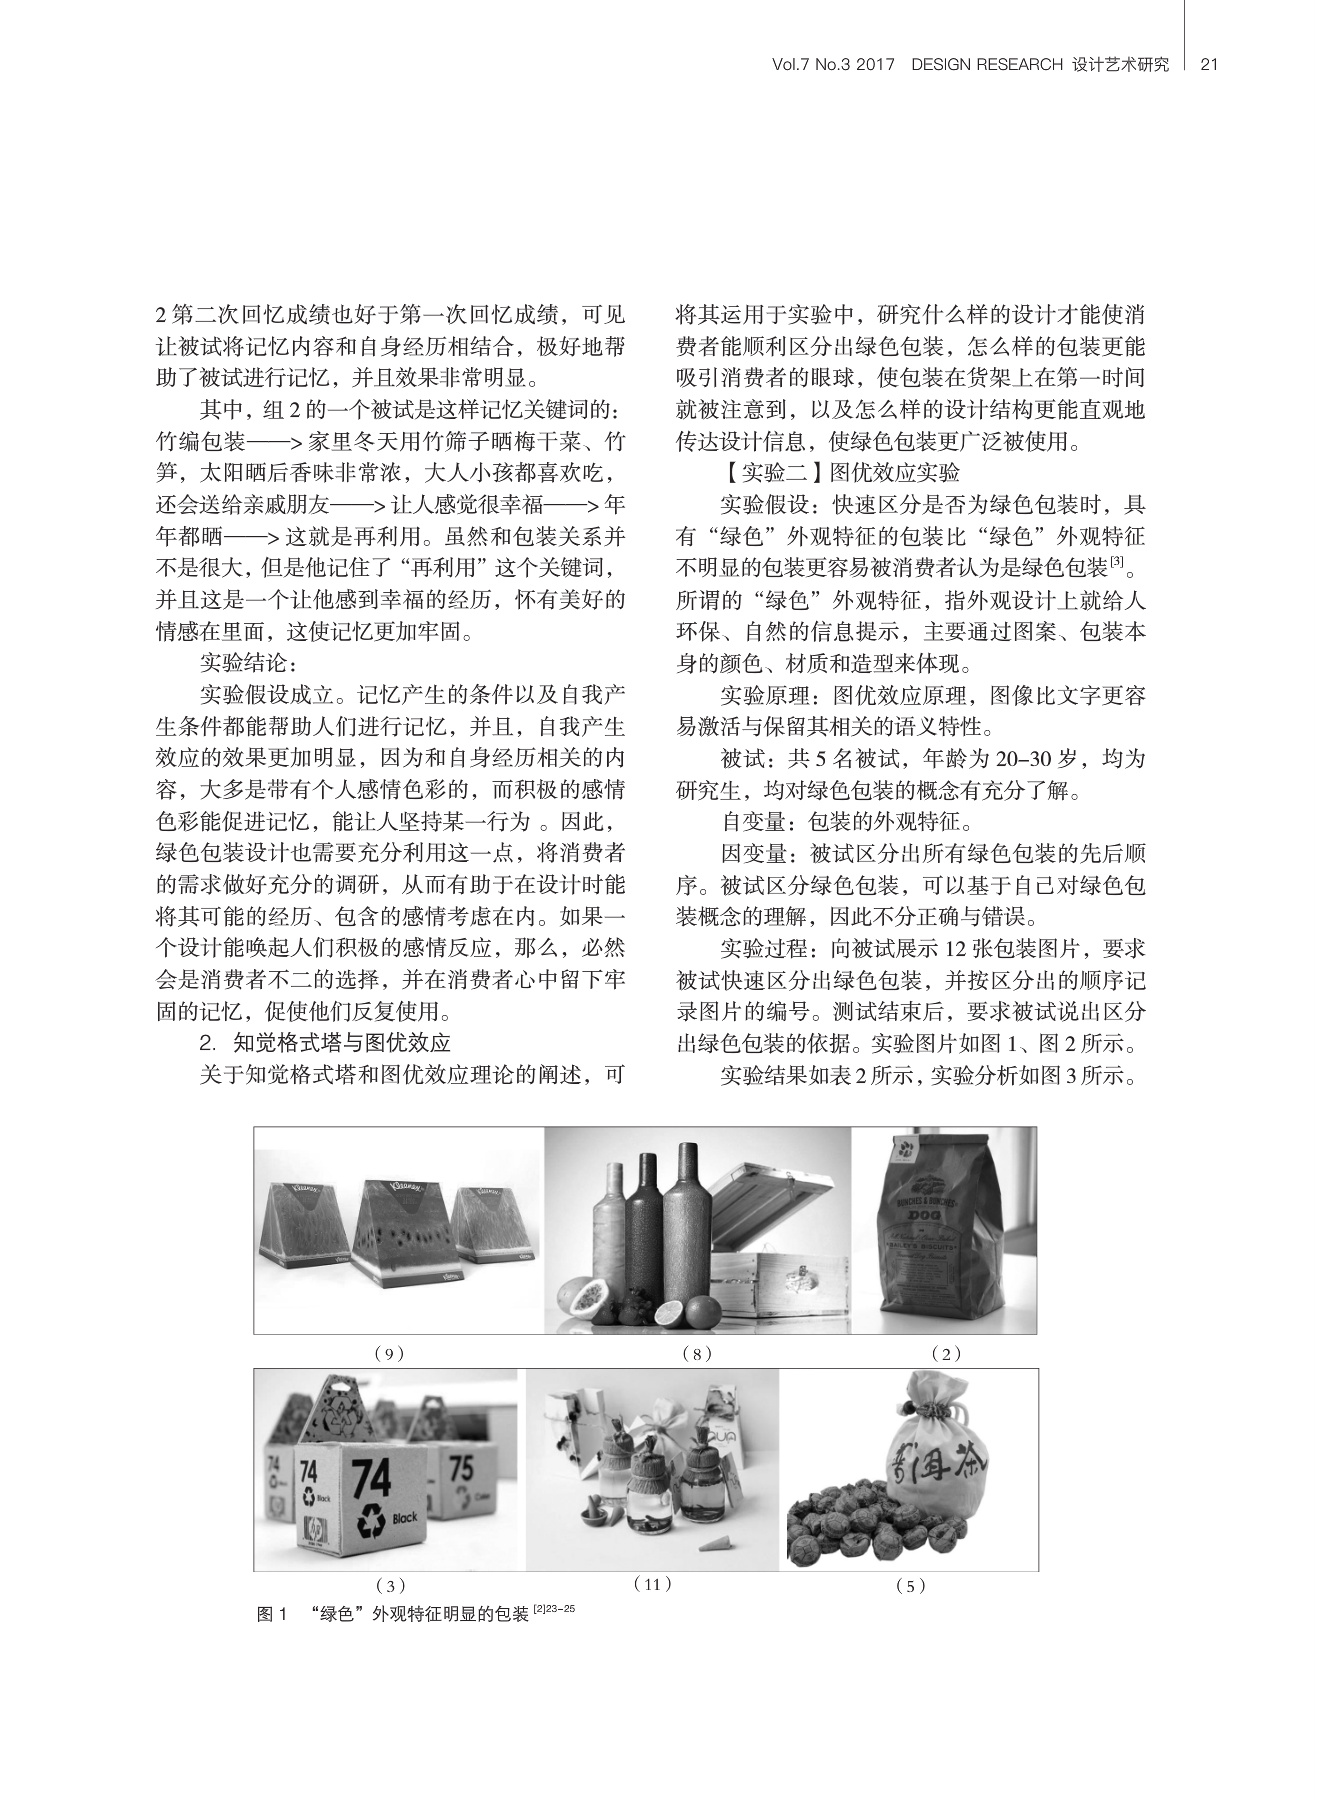 Vol.7 No.3 2017 DESIGN RESEARCH 设计艺术研究 21
2 第二次回忆成绩也好于第一次回忆成绩，可见
让被试将记忆内容和自身经历相结合，极好地帮
助了被试进行记忆，并且效果非常明显。
其中，组 2 的一个被试是这样记忆关键词的：
竹编包装——> 家里冬天用竹筛子晒梅干菜、竹
笋，太阳晒后香味非常浓，大人小孩都喜欢吃，
还会送给亲戚朋友——> 让人感觉很幸福——> 年
年都晒——> 这就是再利用。虽然和包装关系并
不是很大，但是他记住了“再利用”这个关键词，
并且这是一个让他感到幸福的经历，怀有美好的
情感在里面，这使记忆更加牢固。
实验结论：
实验假设成立。记忆产生的条件以及自我产
生条件都能帮助人们进行记忆，并且，自我产生
效应的效果更加明显，因为和自身经历相关的内
容，大多是带有个人感情色彩的，而积极的感情
色彩能促进记忆，能让人坚持某一行为 。因此，
绿色包装设计也需要充分利用这一点，将消费者
的需求做好充分的调研，从而有助于在设计时能
将其可能的经历、包含的感情考虑在内。如果一
个设计能唤起人们积极的感情反应，那么，必然
会是消费者不二的选择，并在消费者心中留下牢
固的记忆，促使他们反复使用。
2. 知觉格式塔与图优效应
关于知觉格式塔和图优效应理论的阐述，可
将其运用于实验中，研究什么样的设计才能使消
费者能顺利区分出绿色包装，怎么样的包装更能
吸引消费者的眼球，使包装在货架上在第一时间
就被注意到，以及怎么样的设计结构更能直观地
传达设计信息，使绿色包装更广泛被使用。
【实验二】图优效应实验
实验假设：快速区分是否为绿色包装时，具
有“绿色”外观特征的包装比“绿色”外观特征
不明显的包装更容易被消费者认为是绿色包装[3]。
所谓的“绿色”外观特征，指外观设计上就给人
环保、自然的信息提示，主要通过图案、包装本
身的颜色、材质和造型来体现。
实验原理：图优效应原理，图像比文字更容
易激活与保留其相关的语义特性。
被试：共 5 名被试，年龄为 20–30 岁，均为
研究生，均对绿色包装的概念有充分了解。
自变量：包装的外观特征。
因变量：被试区分出所有绿色包装的先后顺
序。被试区分绿色包装，可以基于自己对绿色包
装概念的理解，因此不分正确与错误。
实验过程：向被试展示 12 张包装图片，要求
被试快速区分出绿色包装，并按区分出的顺序记
录图片的编号。测试结束后，要求被试说出区分
出绿色包装的依据。实验图片如图 1、图 2 所示。
实验结果如表 2 所示，实验分析如图 3 所示。
Kleenex
Kleenex
Kleenex
BUNCHES & BUNCHES
DOG
BAILEY'S BISCUITS
（9） （8） （2）
74
74
Black
74
Black
75
普洱茶
（3） （11） （5）
图 1 “绿色”外观特征明显的包装 [2]23–25